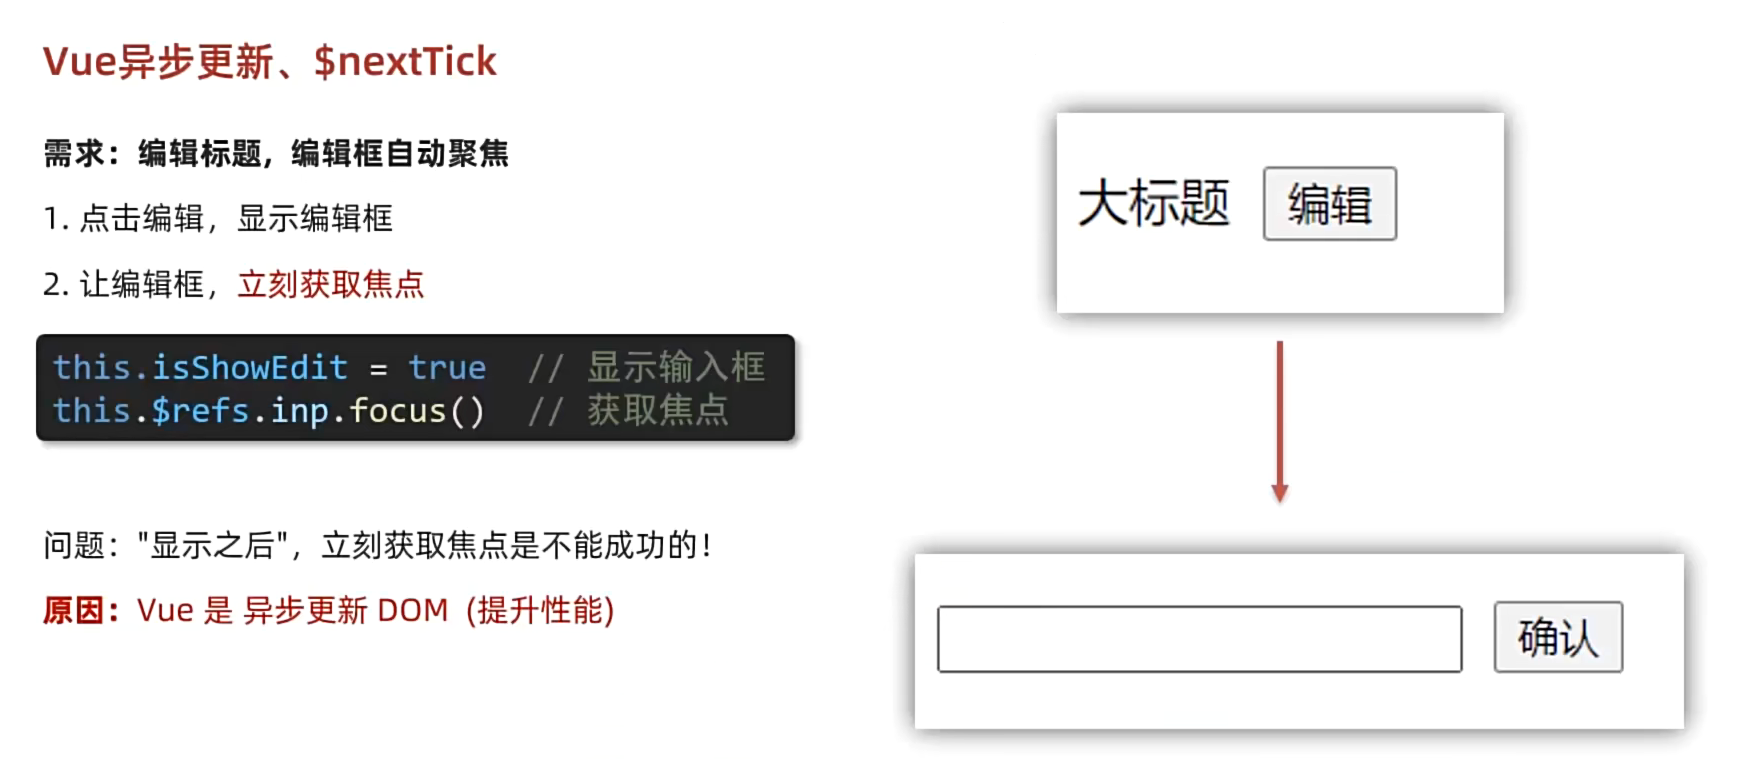 Vue异步更新、$nextTick
需求：编辑标题，编辑框自动聚焦
1. 点击编辑，显示编辑框
2. 让编辑框，立刻获取焦点
this.isShowEdit = true // 显示输入框
this.$refs.inp.focus() // 获取焦点
问题："显示之后"，立刻获取焦点是不能成功的！
原因：Vue 是 异步更新 DOM (提升性能)
大标题 编辑
确认